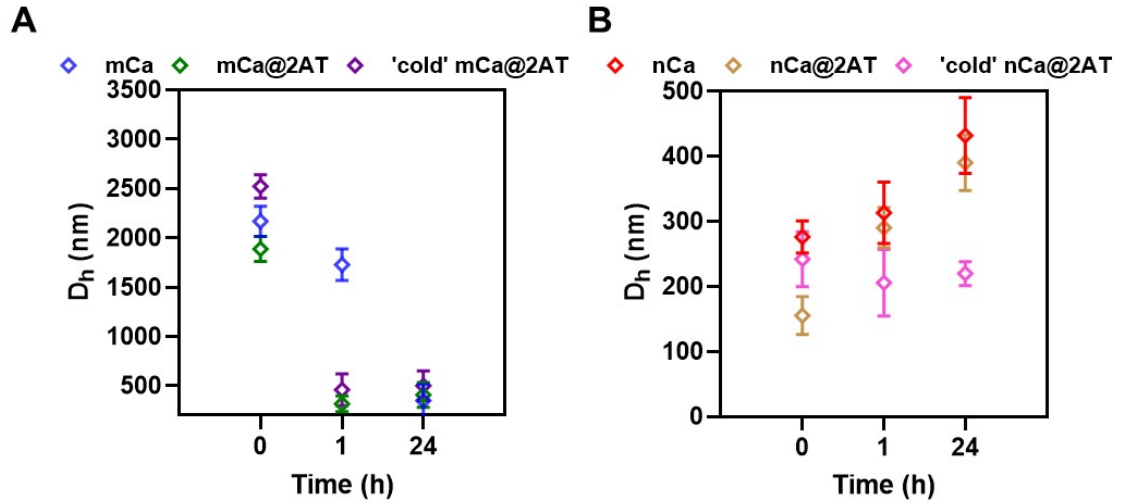 A
mCa mCa@2AT 'cold' mCa@2AT
3500
3000
2500
2000
1500
1000
500
Dh (nm)
0 1 24
Time (h)
B
nCa nCa@2AT 'cold' nCa@2AT
500
400
300
200
100
0
Dh (nm)
0 1 24
Time (h)